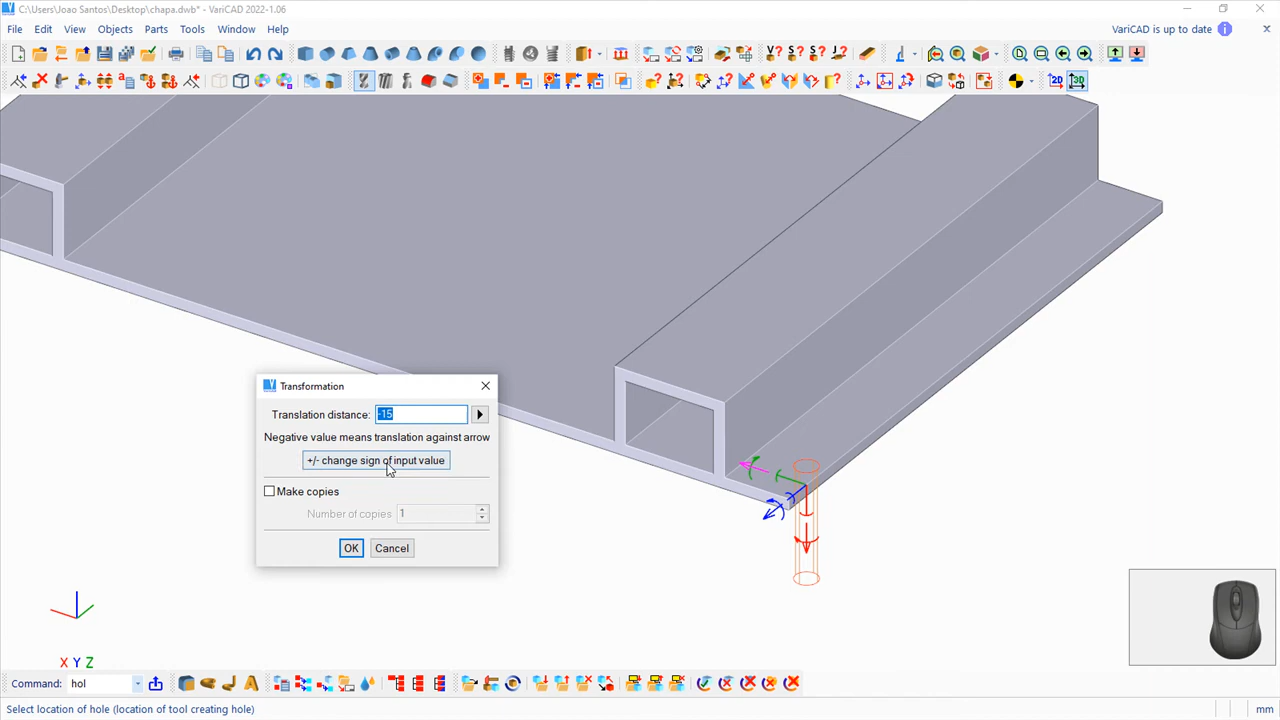 C:\Users\Joao Santos\Desktop\chapa.dwb* - VariCAD 2022-1.06
File Edit View Objects Parts Tools Window Help
VariCAD is up to date
2D 3D
Transformation
Translation distance: -15
Negative value means translation against arrow
+/- change sign of input value
Make copies
Number of copies 1
OK Cancel
X Y Z
Command: hol
Select location of hole (location of tool creating hole)
mm